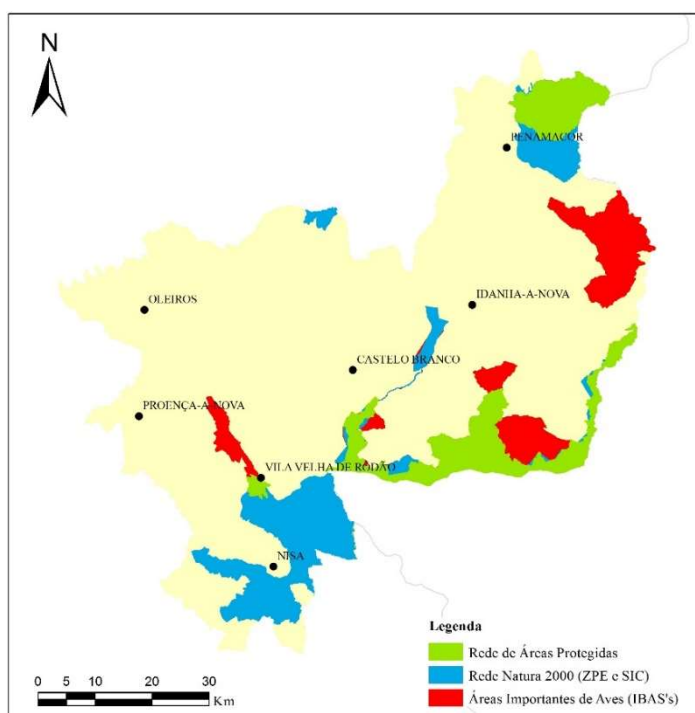 N
PENAMACOR
OLEIROS
IDANHA-A-NOVA
CASTELO BRANCO
PROENÇA-A-NOVA
VILA VELHA DE RODÃO
NISA
Legenda
Rede de Áreas Protegidas
Rede Natura 2000 (ZPE e SIC)
Áreas Importantes de Aves (IBAS's)
0 5 10 20 30
Km